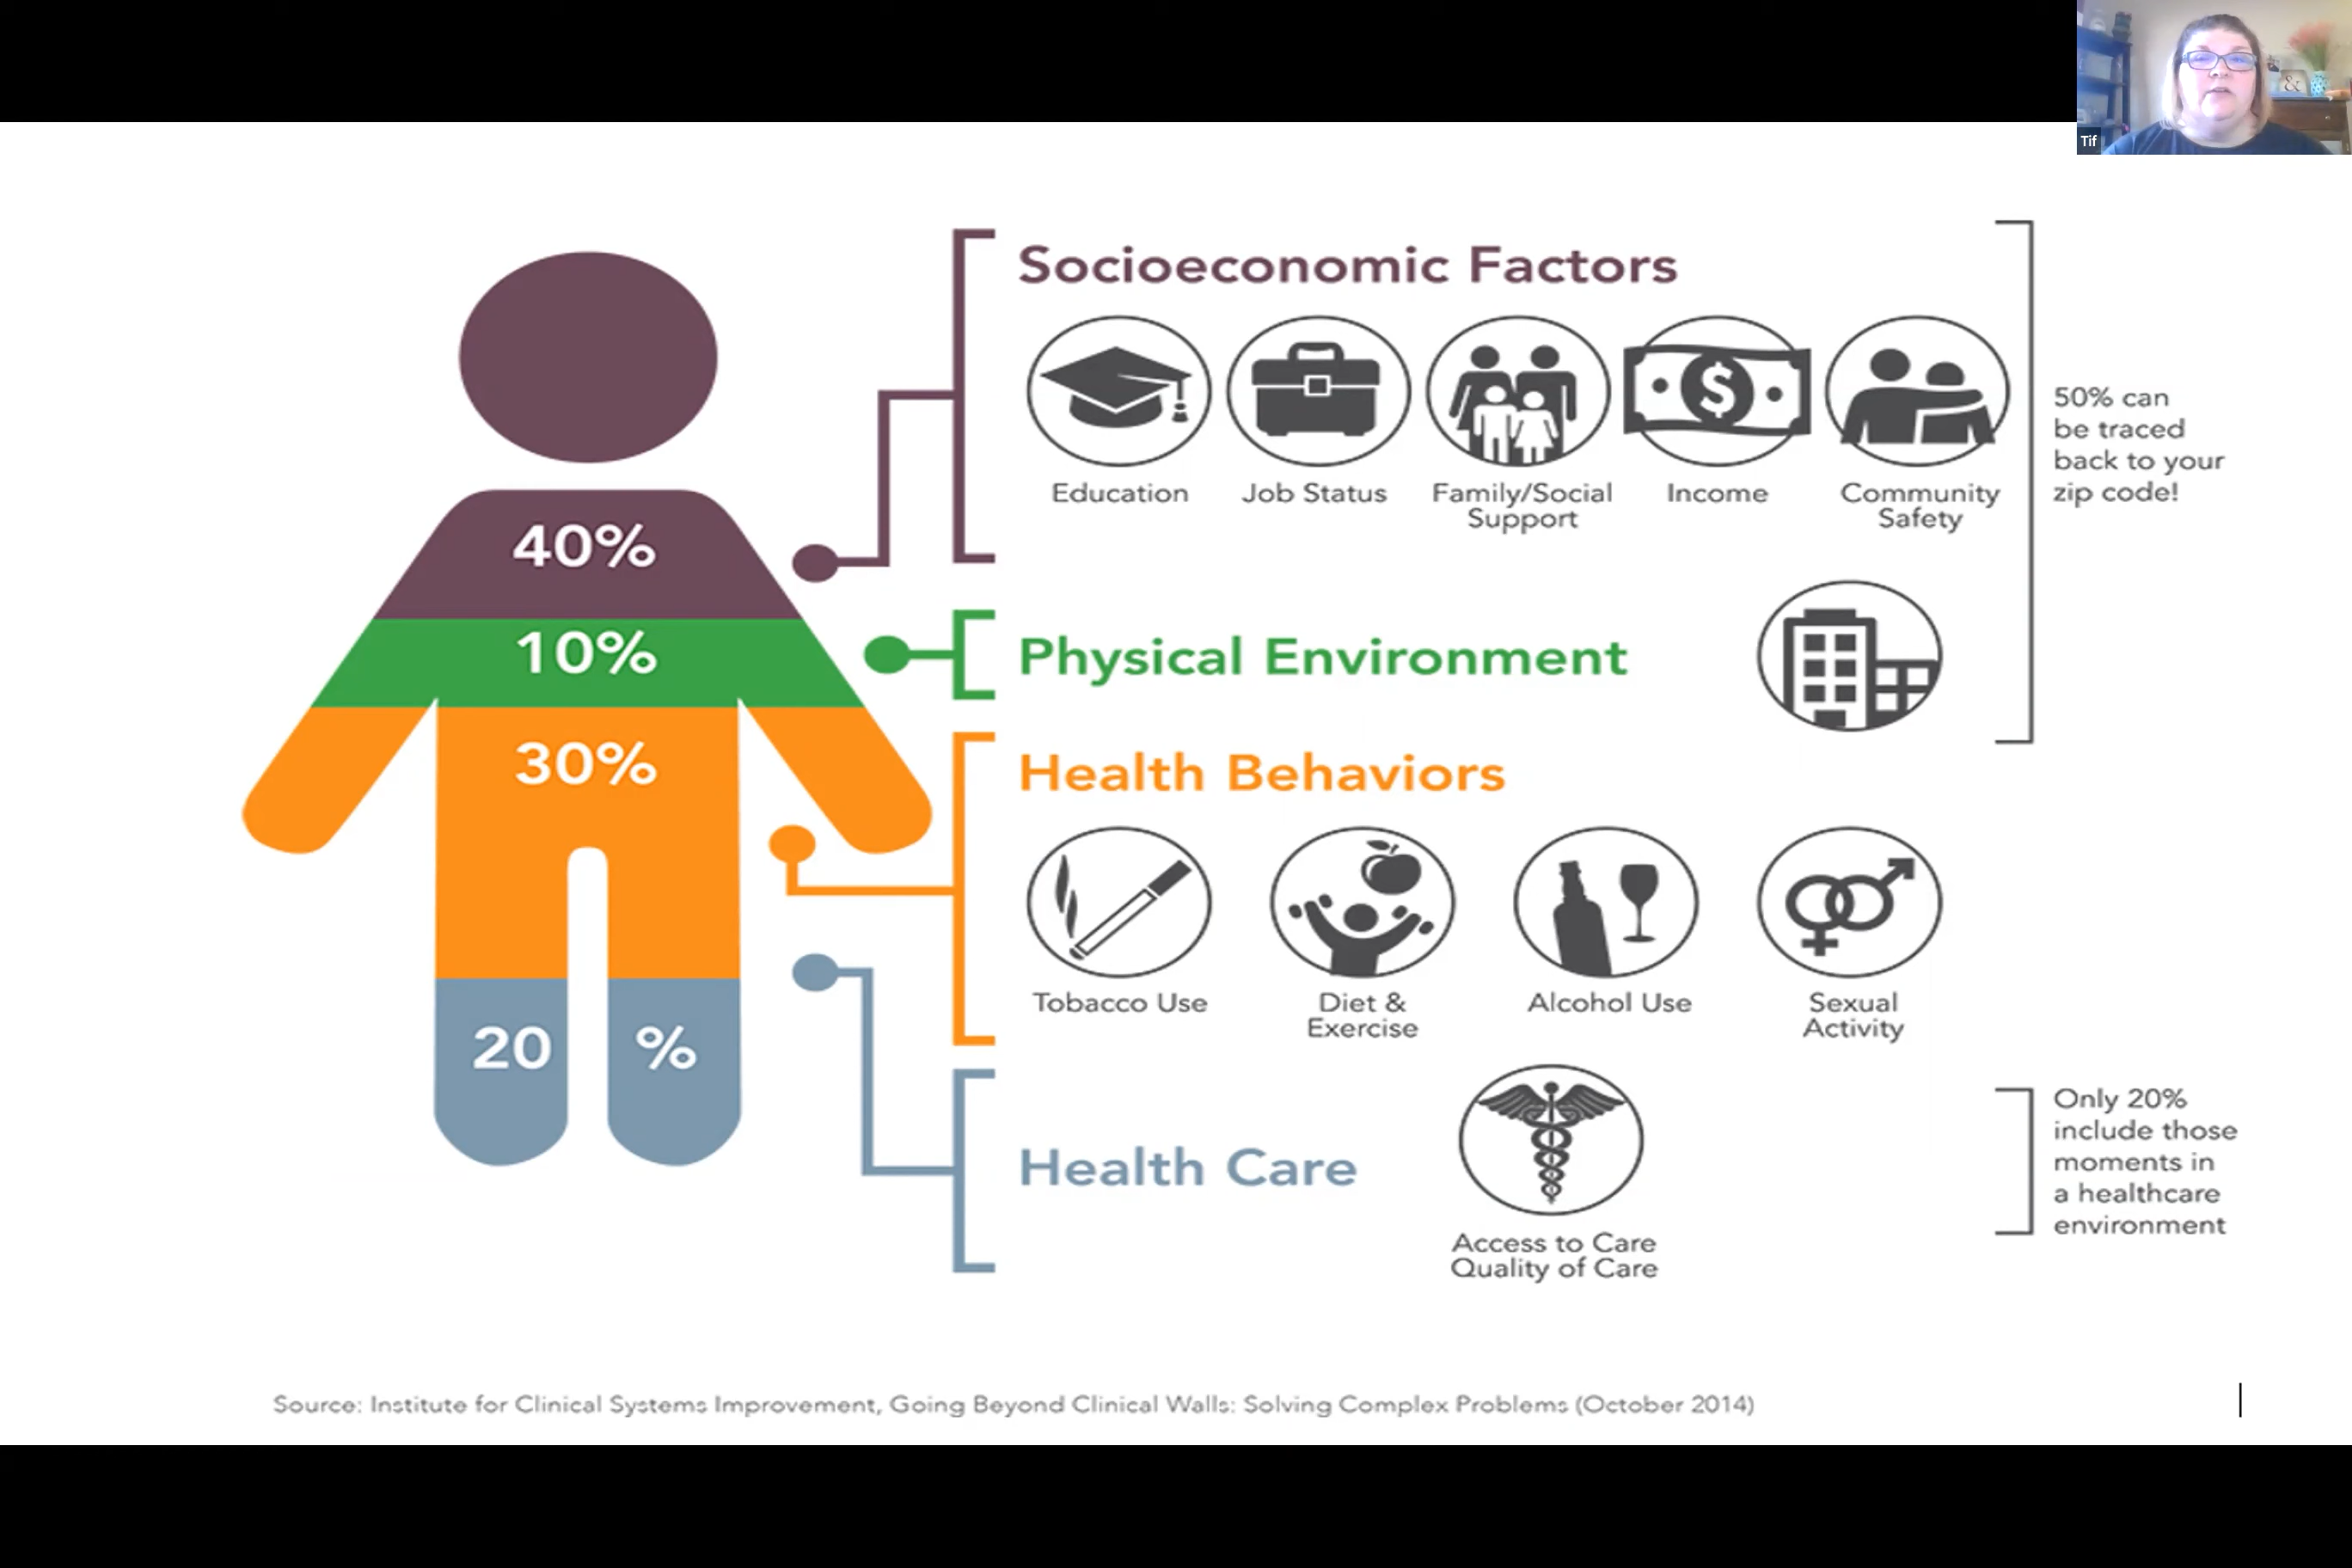 Tif
Socioeconomic Factors
Education
Job Status
Family/Social
Support
Income
Community
Safety
50% can
be traced
back to your
zip code!
40%
10%
Physical Environment
30%
Health Behaviors
Tobacco Use
Diet &
Exercise
Alcohol Use
Sexual
Activity
20 %
Health Care
Access to Care
Quality of Care
Only 20%
include those
moments in
a healthcare
environment
Source: Institute for Clinical Systems Improvement, Going Beyond Clinical Walls: Solving Complex Problems (October 2014)